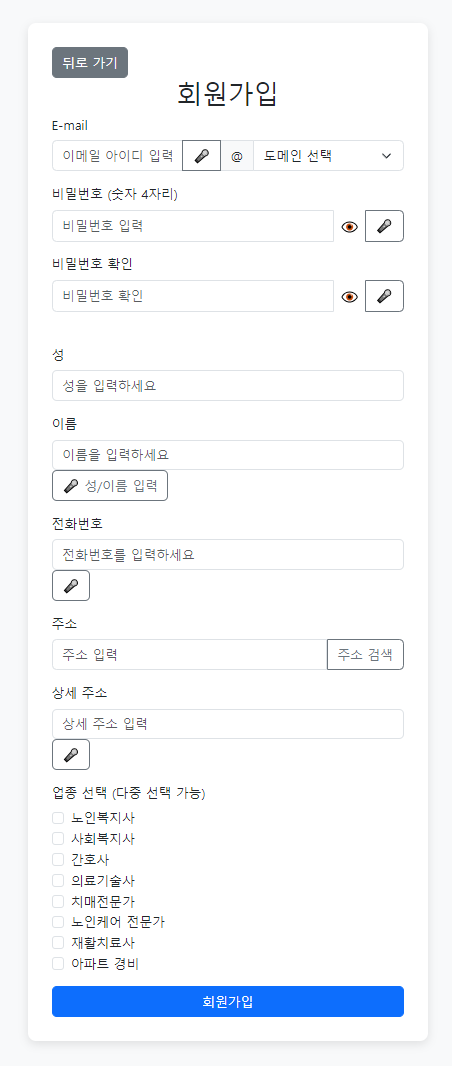 뒤로 가기
회원가입
E-mail
이메일 아이디 입력 @ 도메인 선택
비밀번호 (숫자 4자리)
비밀번호 입력
비밀번호 확인
비밀번호 확인
성
성을 입력하세요
이름
이름을 입력하세요
성/이름 입력
전화번호
전화번호를 입력하세요
주소
주소 입력 주소 검색
상세 주소
상세 주소 입력
업종 선택 (다중 선택 가능)
노인복지사
사회복지사
간호사
의료기술사
치매전문가
노인케어 전문가
재활치료사
아파트 경비
회원가입